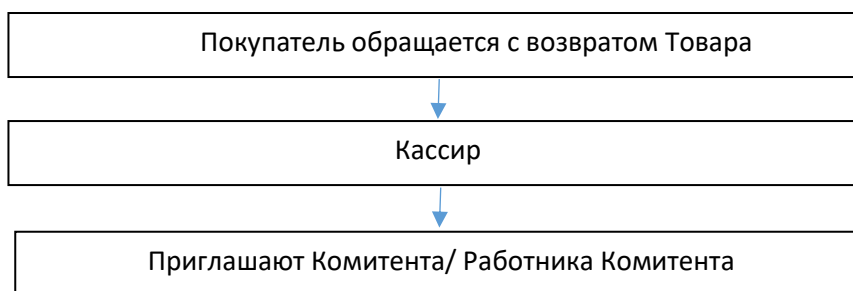 Покупатель обращается с возвратом Товара
Кассир
Приглашают Комитента/ Работника Комитента